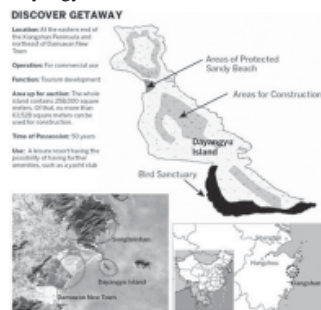 DISCOVER GETAWAY
Location: At the eastern end of
the Xiangshan Peninsula and
northeast of Damuwan New
Town
Operation: For commercial use
Function: Tourism development
Area up for auction: The whole
island contains 258,000 square
meters. Of that, no more than
63,528 square meters can be
used for construction.
Time of Possession: 50 years
Use: A leisure resort having the
possibility of having further
amenities, such as a yacht club
Areas of Protected
Sandy Beach
Areas for Construction
Dayangyu
Island
Bird Sanctuary
Songlanshan
Dayangyu Island
Damuwan New Town
Shanghai
Hangzhou
Xiangshan